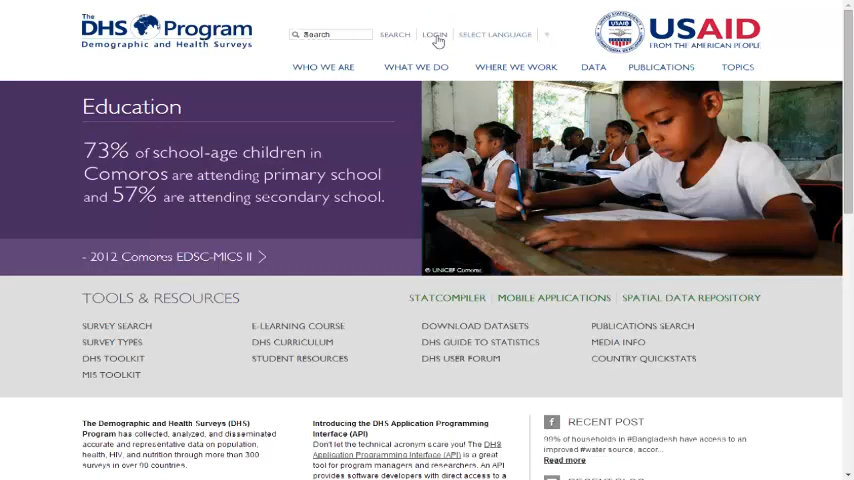 The
DHS Program
Demographic and Health Surveys
Search
SEARCH
LOGIN
SELECT LANGUAGE
USAID
FROM THE AMERICAN PEOPLE
WHO WE ARE
WHAT WE DO
WHERE WE WORK
DATA
PUBLICATIONS
TOPICS
Education
73% of school-age children in
Comoros are attending primary school
and 57% are attending secondary school.
- 2012 Comores EDSC-MICS II
© UNICEF Comores
TOOLS & RESOURCES
STATCOMPILER
MOBILE APPLICATIONS
SPATIAL DATA REPOSITORY
SURVEY SEARCH
SURVEY TYPES
DHS TOOLKIT
MIS TOOLKIT
E-LEARNING COURSE
DHS CURRICULUM
STUDENT RESOURCES
DOWNLOAD DATASETS
DHS GUIDE TO STATISTICS
DHS USER FORUM
PUBLICATIONS SEARCH
MEDIA INFO
COUNTRY QUICKSTATS
The Demographic and Health Surveys (DHS)
Program has collected, analyzed, and disseminated
accurate and representative data on population,
health, HIV, and nutrition through more than 300
surveys in over 90 countries.
Introducing the DHS Application Programming
Interface (API)
Don't let the technical acronym scare you! The DHS
Application Programming Interface (API) is a great
tool for program managers and researchers. An API
provides software developers with direct access to a
f RECENT POST
99% of households in #Bangladesh have access to an
improved #water source, accor...
Read more